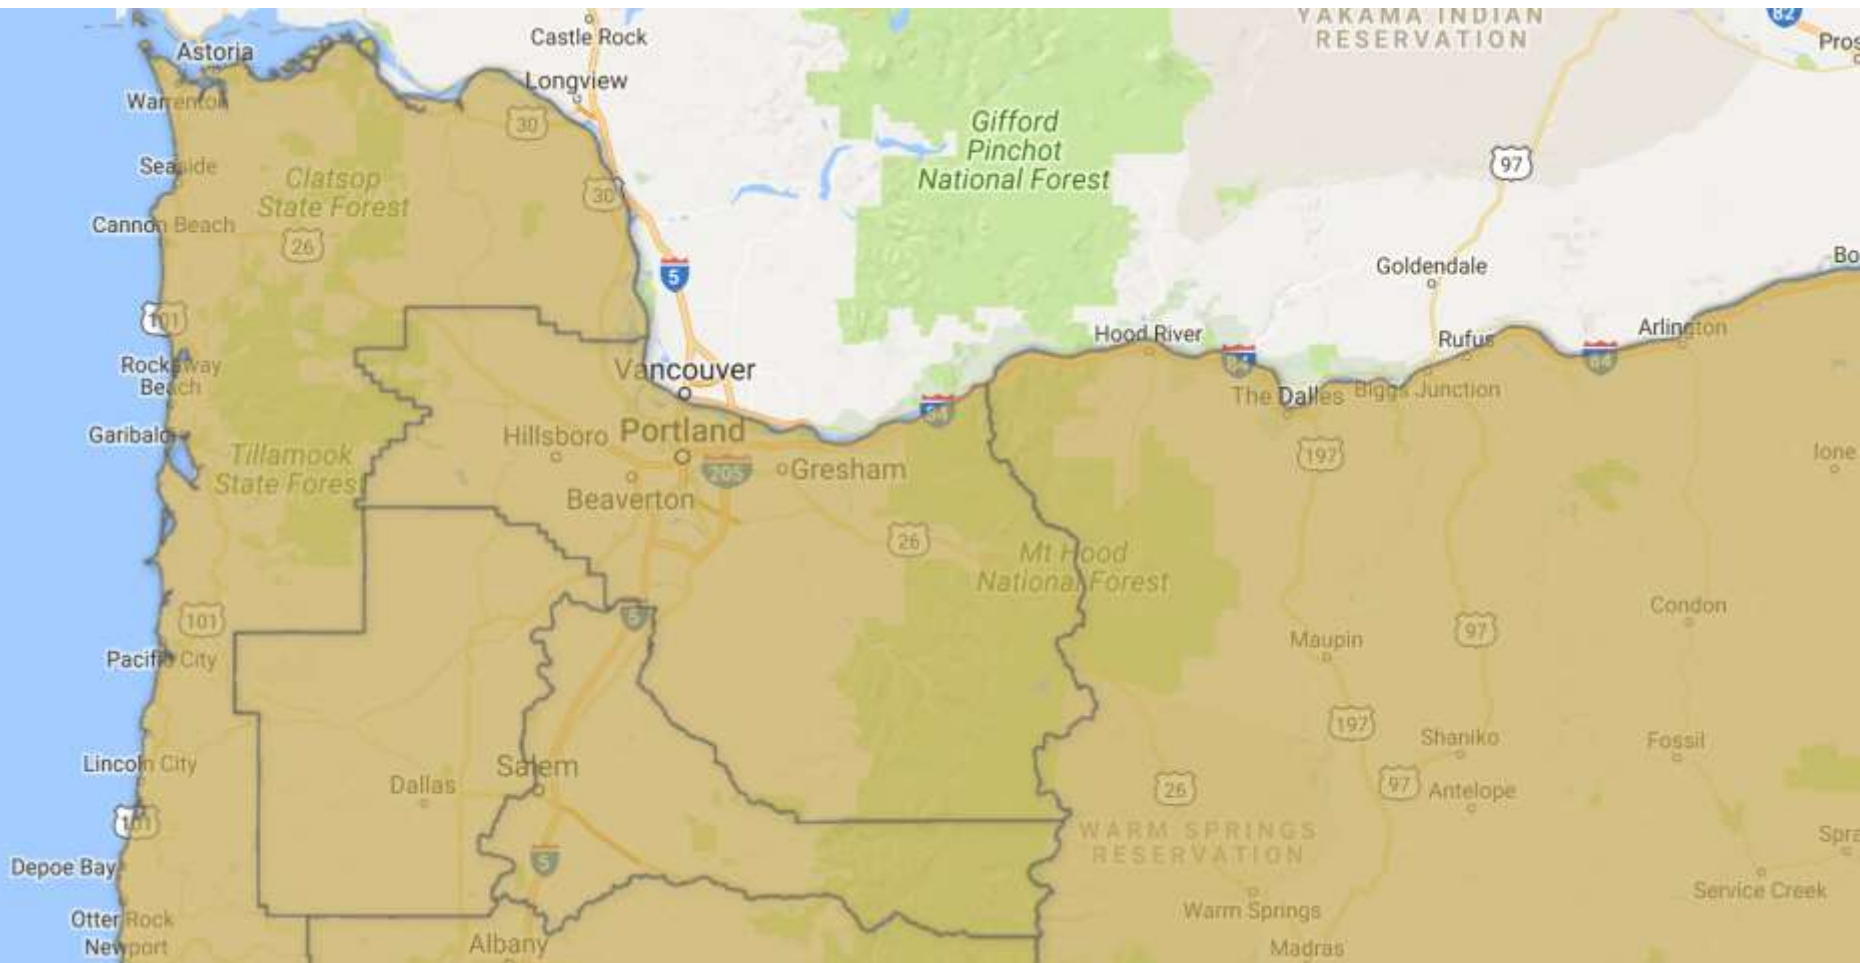 YAKAMA INDIAN
RESERVATION
82
Castle Rock
Astoria
Longview
Warrenton
30
Gifford
Pinchot
National Forest
97
Seaside
Clatsop
State Forest
30
Cannon Beach
26
5
Goldendale
101
Hood River
Rufus
Arlington
84
84
Rockaway
Beach
Vancouver
The Dalles
Biggs Junction
84
Garibaldi
Hillsboro
Portland
Tillamook
State Forest
205
Gresham
197
Ione
Beaverton
26
Mt Hood
National Forest
101
5
Condon
97
Maupin
Pacific City
197
Shaniko
Fossil
Lincoln City
Salem
Dallas
26
97
Antelope
101
WARM SPRINGS
RESERVATION
5
Depoe Bay
Service Creek
Otter Rock
Warm Springs
Newport
Albany
Madras